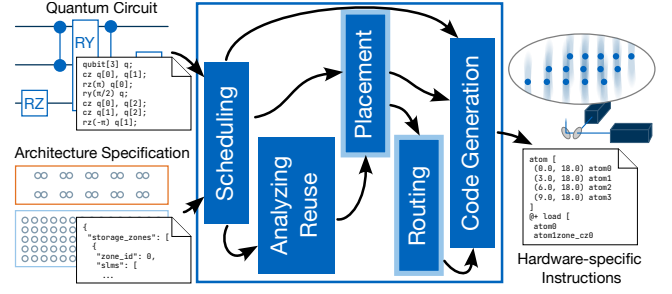 Quantum Circuit
RY
RZ
qubit[3] q;
cz q[0], q[1];
rz(π) q[0];
ry(π/2) q;
cz q[0], q[2];
cz q[1], q[2];
rz(-π) q[1];
Architecture Specification
{
"storage_zones": [
{
"zone_id": 0,
"slms": [
...
Scheduling
Analyzing
Reuse
Placement
Routing
Code Generation
atom [
(0.0, 18.0) atom0
(3.0, 18.0) atom1
(6.0, 18.0) atom2
(9.0, 18.0) atom3
]
@+ load [
atom0
atom1zone_cz0
Hardware-specific
Instructions